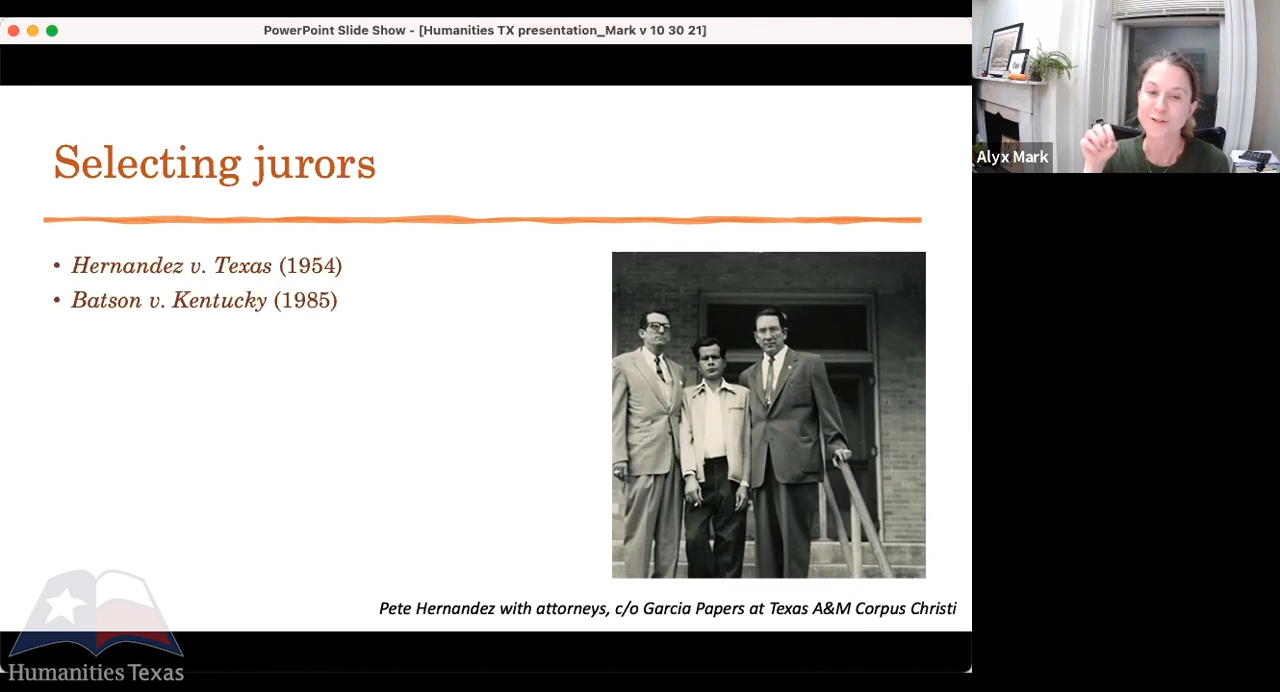 PowerPoint Slide Show - [Humanities TX presentation_Mark v 10 30 21]
Alyx Mark
Selecting jurors
• Hernandez v. Texas (1954)
• Batson v. Kentucky (1985)
Pete Hernandez with attorneys, c/o Garcia Papers at Texas A&M Corpus Christi
Humanities Texas